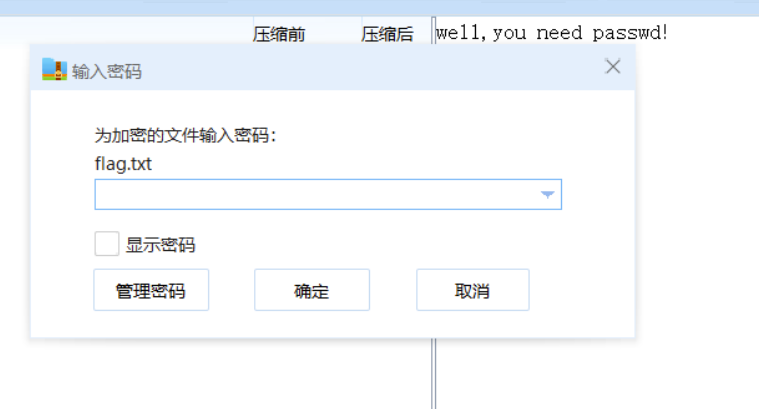 压缩前 压缩后 well,you need passwd!
输入密码
为加密的文件输入密码：
flag.txt
显示密码
管理密码 确定 取消